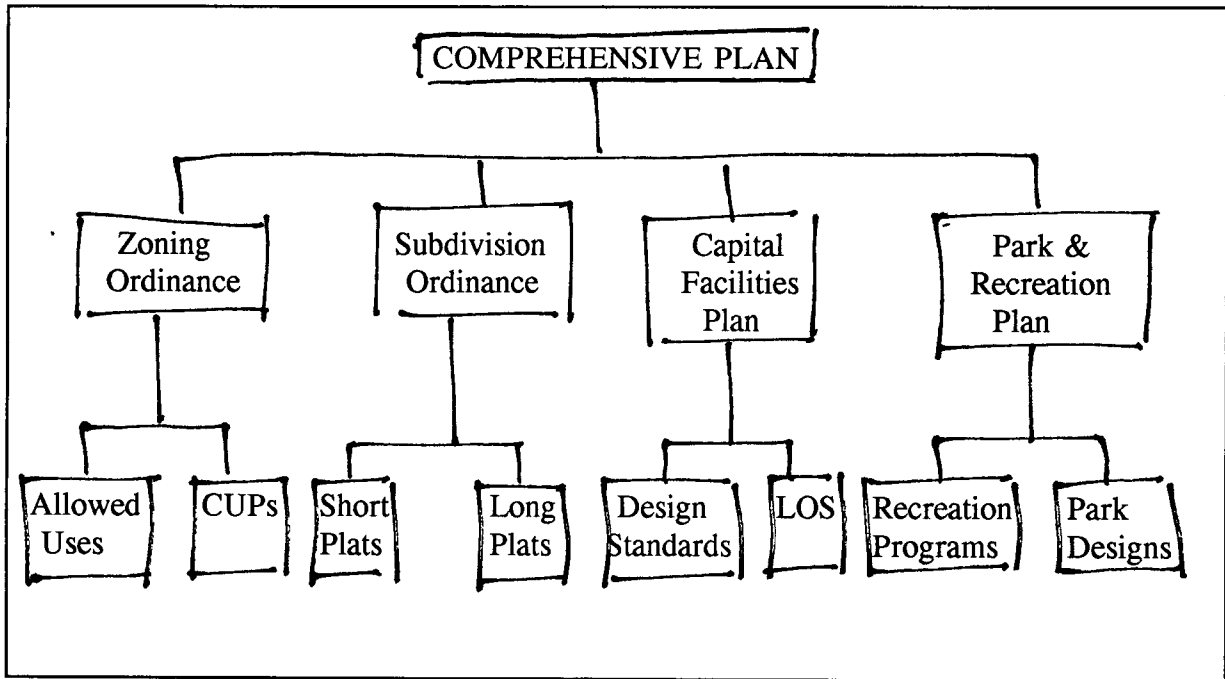 COMPREHENSIVE PLAN
Zoning
Ordinance
Subdivision
Ordinance
Capital
Facilities
Plan
Park &
Recreation
Plan
Allowed
Uses
CUPs
Short
Plats
Long
Plats
Design
Standards
LOS
Recreation
Programs
Park
Designs